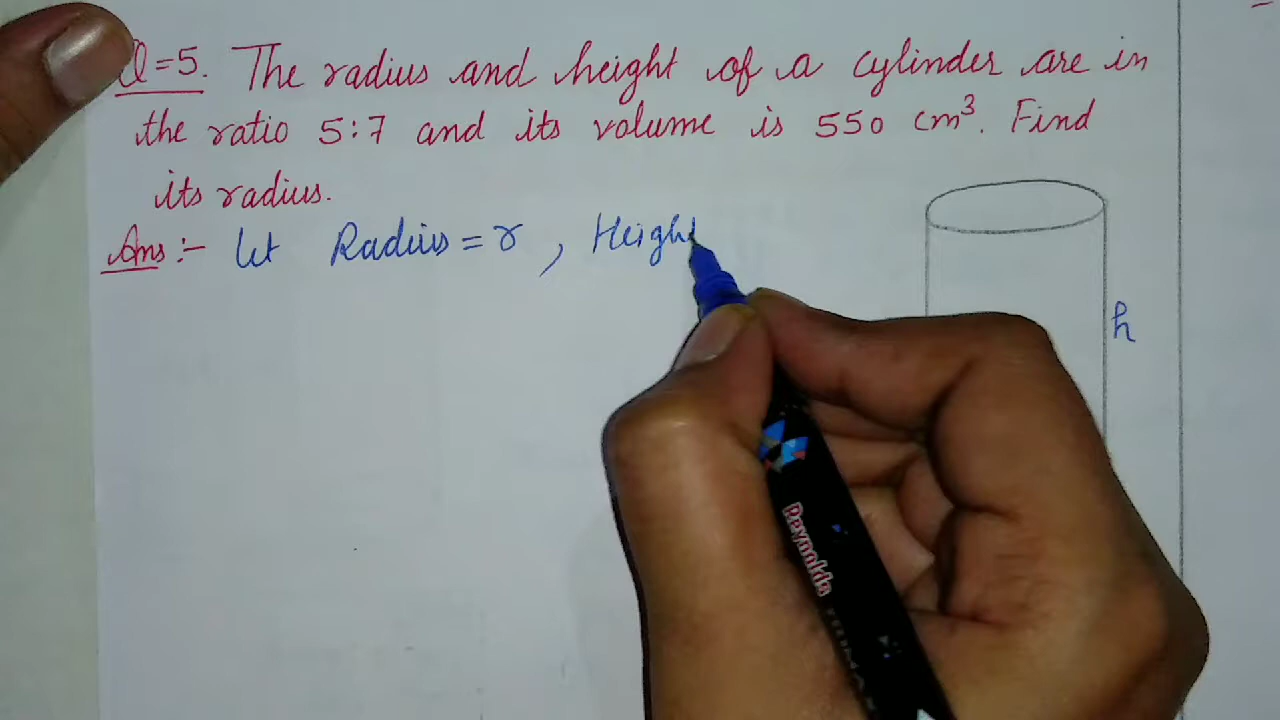 Q=5. The radius and height of a cylinder are in
the ratio 5:7 and its volume is 550 cm³. Find
its radius.
Ans:- let Radius = r, Height
h
Reynolds